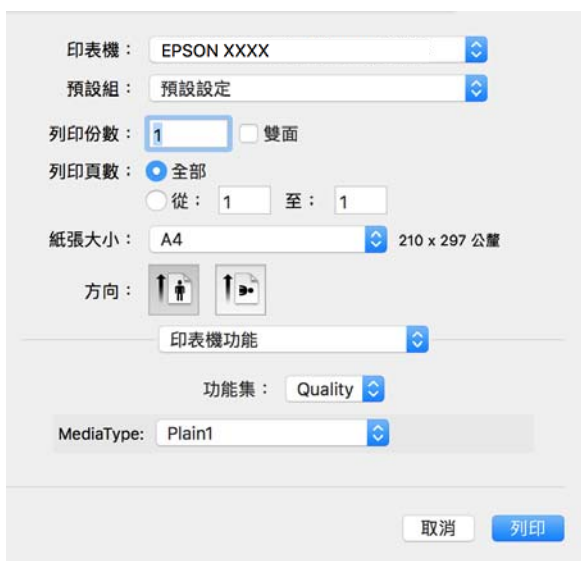 印表機： EPSON XXXX
預設組： 預設設定
列印份數： 1 雙面
列印頁數： 全部
從： 1 至： 1
紙張大小： A4 210 x 297 公釐
方向：
印表機功能
功能集： Quality
MediaType: Plain1
取消 列印